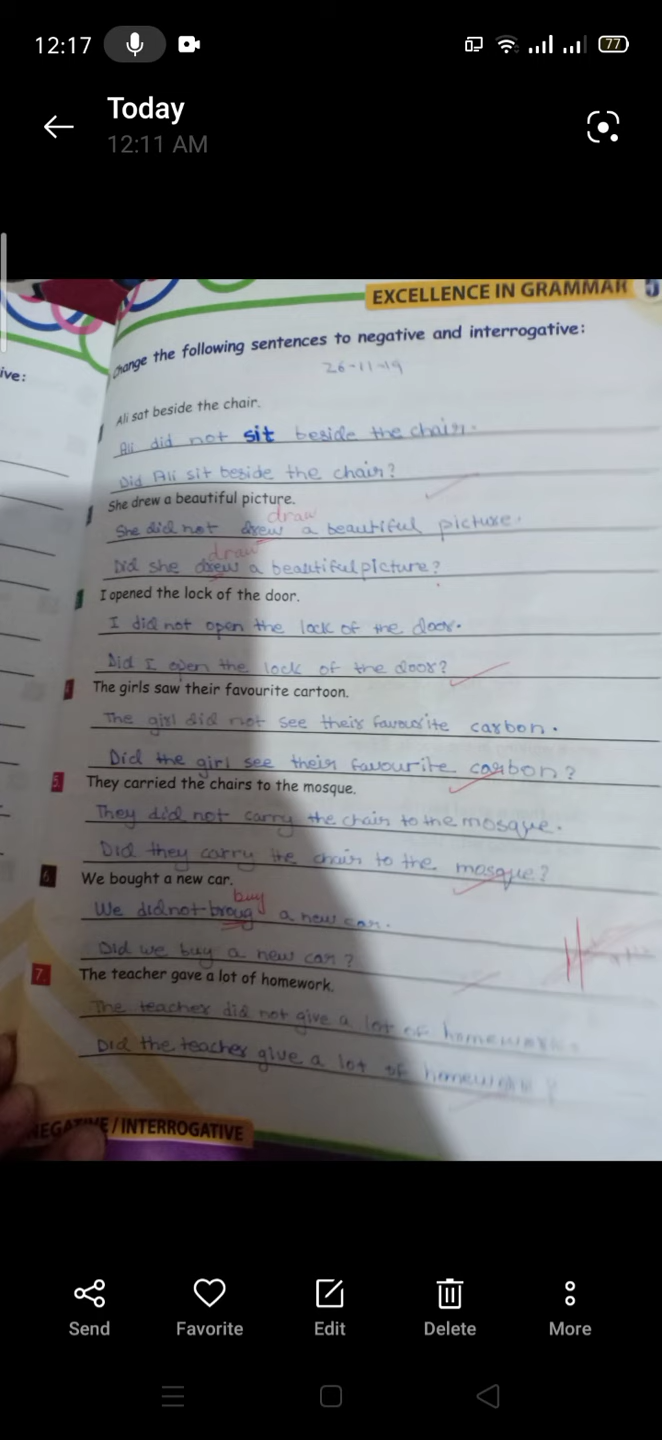 12:17
77
Today
12:11 AM
EXCELLENCE IN GRAMMAR 5
ive:
hange the following sentences to negative and interrogative:
26-11-19
Ali sat beside the chair.
Ali did not sit beside the chair.
Did Ali sit beside the chair?
She drew a beautiful picture.
draw
She did not drew a beautiful picture.
draw
Did she drew a beautiful picture?
I opened the lock of the door.
I did not open the lock of the door.
Did I open the lock of the door?
4 The girls saw their favourite cartoon.
The girl did not see their favourite carbon.
Did the girl see their favourite carbon?
5. They carried the chairs to the mosque.
They did not carry the chair to the mosque.
Did they carry the chair to the masque?
6. We bought a new car.
buy
We did not broug a new car.
Did we buy a new car?
7. The teacher gave a lot of homework.
The teacher did not give a lot of homework.
Did the teacher give a lot of homework?
NEGATIVE / INTERROGATIVE
Send Favorite Edit Delete More